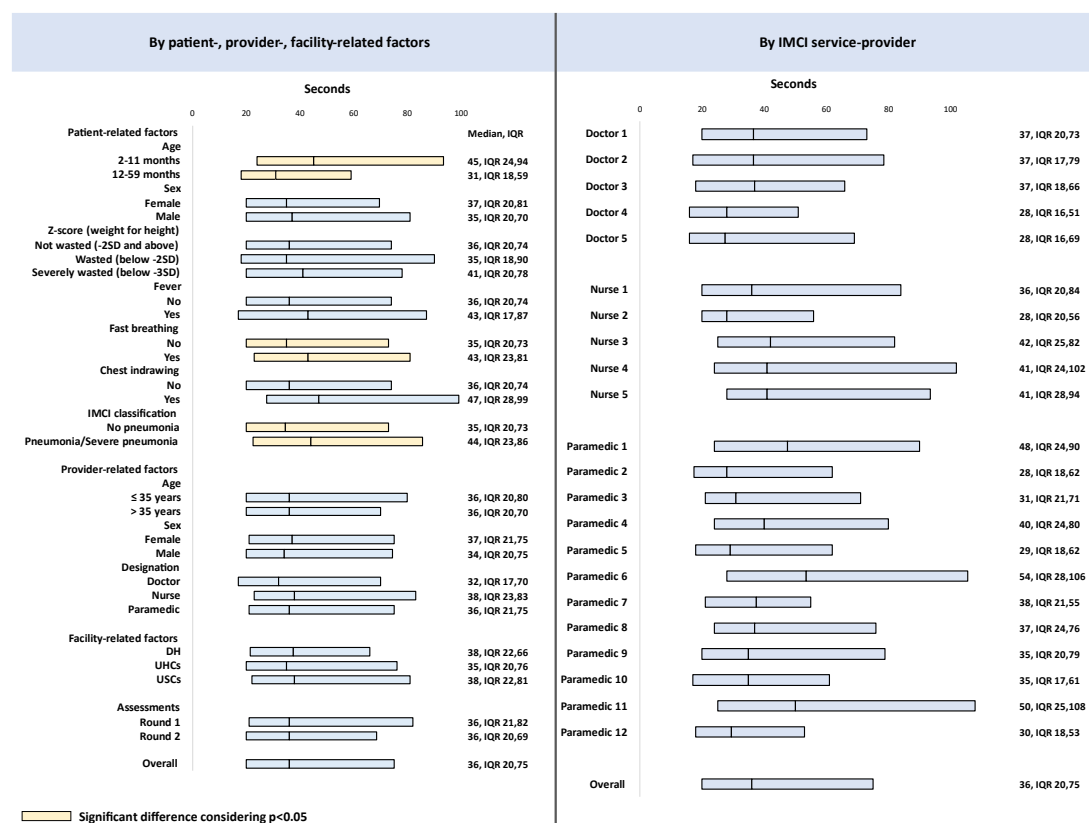 By patient-, provider-, facility-related factors
Seconds
0 20 40 60 80 100
Patient-related factors Median, IQR
Age
2-11 months 45, IQR 24,94
12-59 months 31, IQR 18,59
Sex
Female 37, IQR 20,81
Male 35, IQR 20,70
Z-score (weight for height)
Not wasted (-2SD and above) 36, IQR 20,74
Wasted (below -2SD) 35, IQR 18,90
Severely wasted (below -3SD) 41, IQR 20,78
Fever
No 36, IQR 20,74
Yes 43, IQR 17,87
Fast breathing
No 35, IQR 20,73
Yes 43, IQR 23,81
Chest indrawing
No 36, IQR 20,74
Yes 47, IQR 28,99
IMCI classification
No pneumonia 35, IQR 20,73
Pneumonia/Severe pneumonia 44, IQR 23,86
Provider-related factors
Age
≤ 35 years 36, IQR 20,80
> 35 years 36, IQR 20,70
Sex
Female 37, IQR 21,75
Male 34, IQR 20,75
Designation
Doctor 32, IQR 17,70
Nurse 38, IQR 23,83
Paramedic 36, IQR 21,75
Facility-related factors
DH 38, IQR 22,66
UHCs 35, IQR 20,76
USCs 38, IQR 22,81
Assessments
Round 1 36, IQR 21,82
Round 2 36, IQR 20,69
Overall 36, IQR 20,75
Significant difference considering p<0.05
By IMCI service-provider
Seconds
0 20 40 60 80 100
Doctor 1 37, IQR 20,73
Doctor 2 37, IQR 17,79
Doctor 3 37, IQR 18,66
Doctor 4 28, IQR 16,51
Doctor 5 28, IQR 16,69
Nurse 1 36, IQR 20,84
Nurse 2 28, IQR 20,56
Nurse 3 42, IQR 25,82
Nurse 4 41, IQR 24,102
Nurse 5 41, IQR 28,94
Paramedic 1 48, IQR 24,90
Paramedic 2 28, IQR 18,62
Paramedic 3 31, IQR 21,71
Paramedic 4 40, IQR 24,80
Paramedic 5 29, IQR 18,62
Paramedic 6 54, IQR 28,106
Paramedic 7 38, IQR 21,55
Paramedic 8 37, IQR 24,76
Paramedic 9 35, IQR 20,79
Paramedic 10 35, IQR 17,61
Paramedic 11 50, IQR 25,108
Paramedic 12 30, IQR 18,53
Overall 36, IQR 20,75